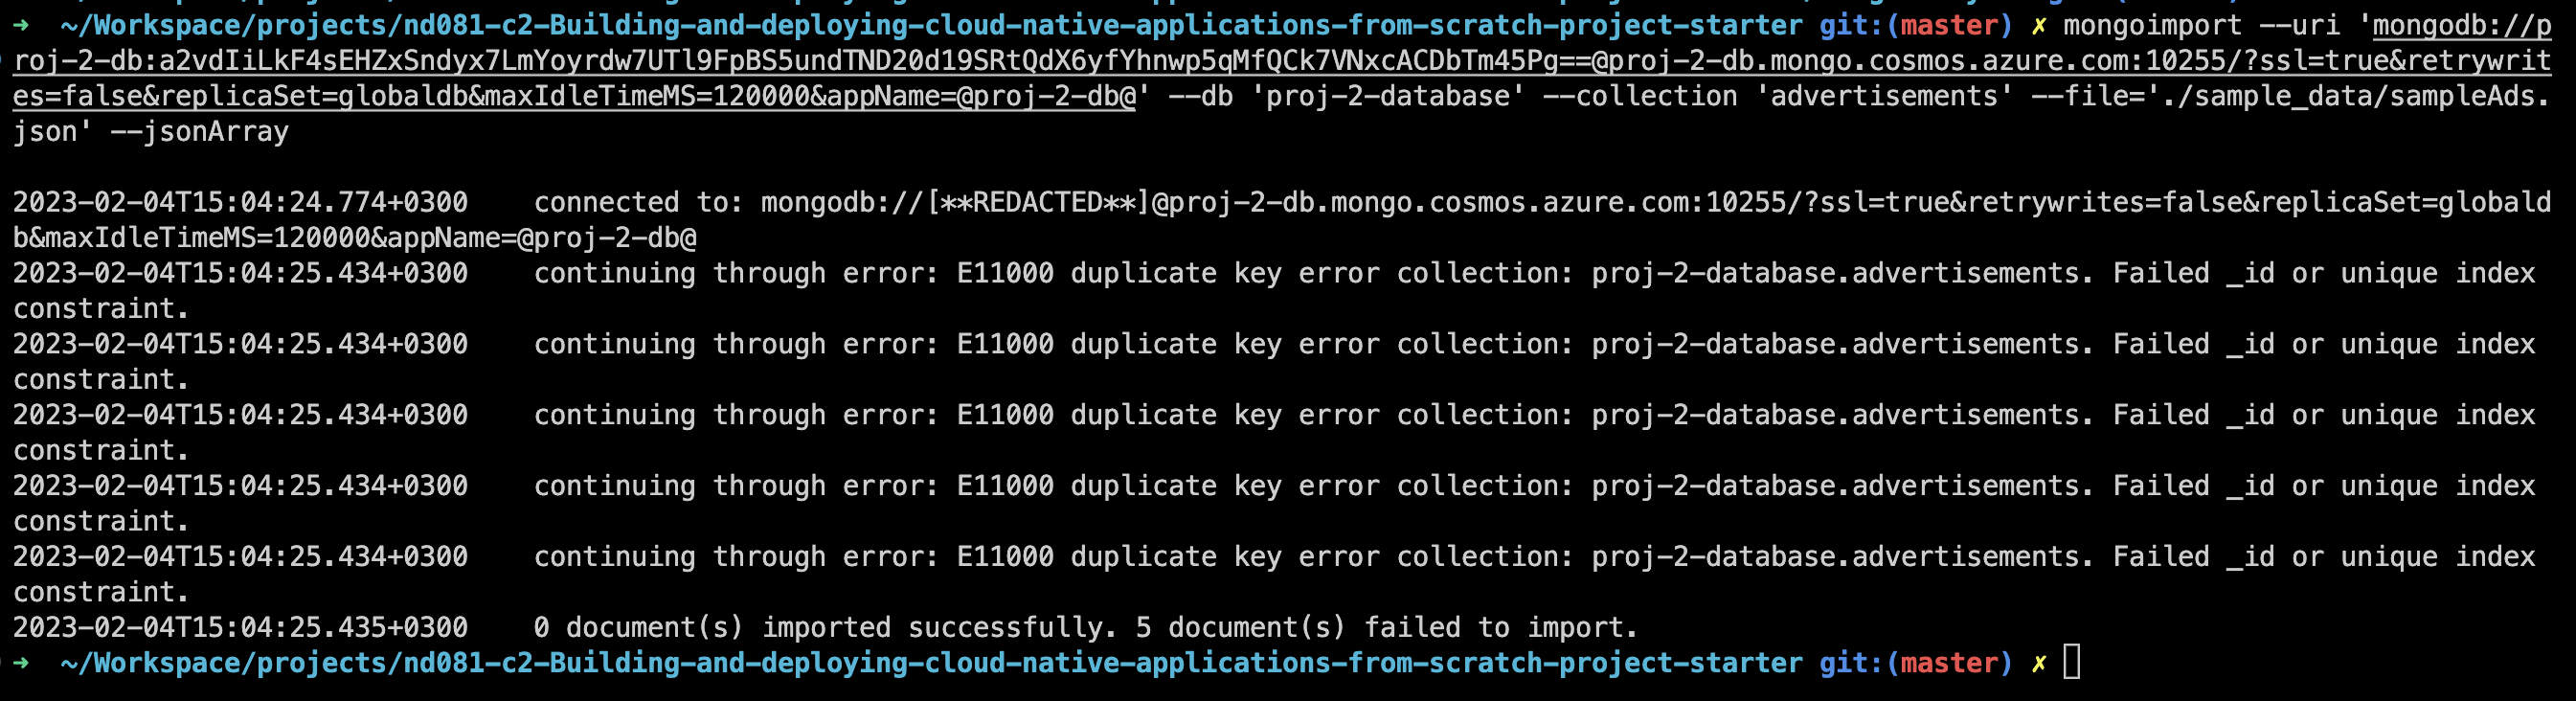 ➜ ~/Workspace/projects/nd081-c2-Building-and-deploying-cloud-native-applications-from-scratch-project-starter git:(master) ✗ mongoimport --uri 'mongodb://p
roj-2-db:a2vdIiLkF4sEHZxSndyx7LmYoyrdw7UTl9FpBS5undTND20d19SRtQdX6yfYhnwp5qMfQCk7VNxcACDbTm45Pg==@proj-2-db.mongo.cosmos.azure.com:10255/?ssl=true&retrywrit
es=false&replicaSet=globaldb&maxIdleTimeMS=120000&appName=@proj-2-db@' --db 'proj-2-database' --collection 'advertisements' --file='./sample_data/sampleAds.
json' --jsonArray
2023-02-04T15:04:24.774+0300 connected to: mongodb://[**REDACTED**]@proj-2-db.mongo.cosmos.azure.com:10255/?ssl=true&retrywrites=false&replicaSet=globald
b&maxIdleTimeMS=120000&appName=@proj-2-db@
2023-02-04T15:04:25.434+0300 continuing through error: E11000 duplicate key error collection: proj-2-database.advertisements. Failed _id or unique index
constraint.
2023-02-04T15:04:25.434+0300 continuing through error: E11000 duplicate key error collection: proj-2-database.advertisements. Failed _id or unique index
constraint.
2023-02-04T15:04:25.434+0300 continuing through error: E11000 duplicate key error collection: proj-2-database.advertisements. Failed _id or unique index
constraint.
2023-02-04T15:04:25.434+0300 continuing through error: E11000 duplicate key error collection: proj-2-database.advertisements. Failed _id or unique index
constraint.
2023-02-04T15:04:25.434+0300 continuing through error: E11000 duplicate key error collection: proj-2-database.advertisements. Failed _id or unique index
constraint.
2023-02-04T15:04:25.435+0300 0 document(s) imported successfully. 5 document(s) failed to import.
➜ ~/Workspace/projects/nd081-c2-Building-and-deploying-cloud-native-applications-from-scratch-project-starter git:(master) ✗